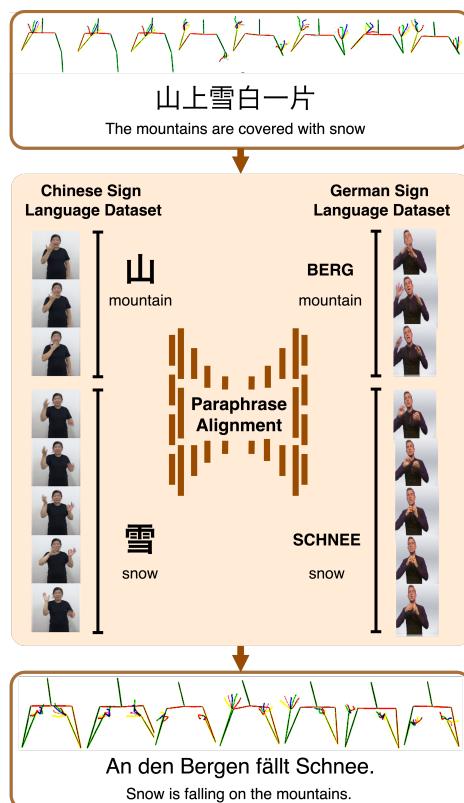 山上雪白一片
The mountains are covered with snow
Chinese Sign
Language Dataset
German Sign
Language Dataset
山
mountain
BERG
mountain
Paraphrase
Alignment
雪
snow
SCHNEE
snow
An den Bergen fällt Schnee.
Snow is falling on the mountains.